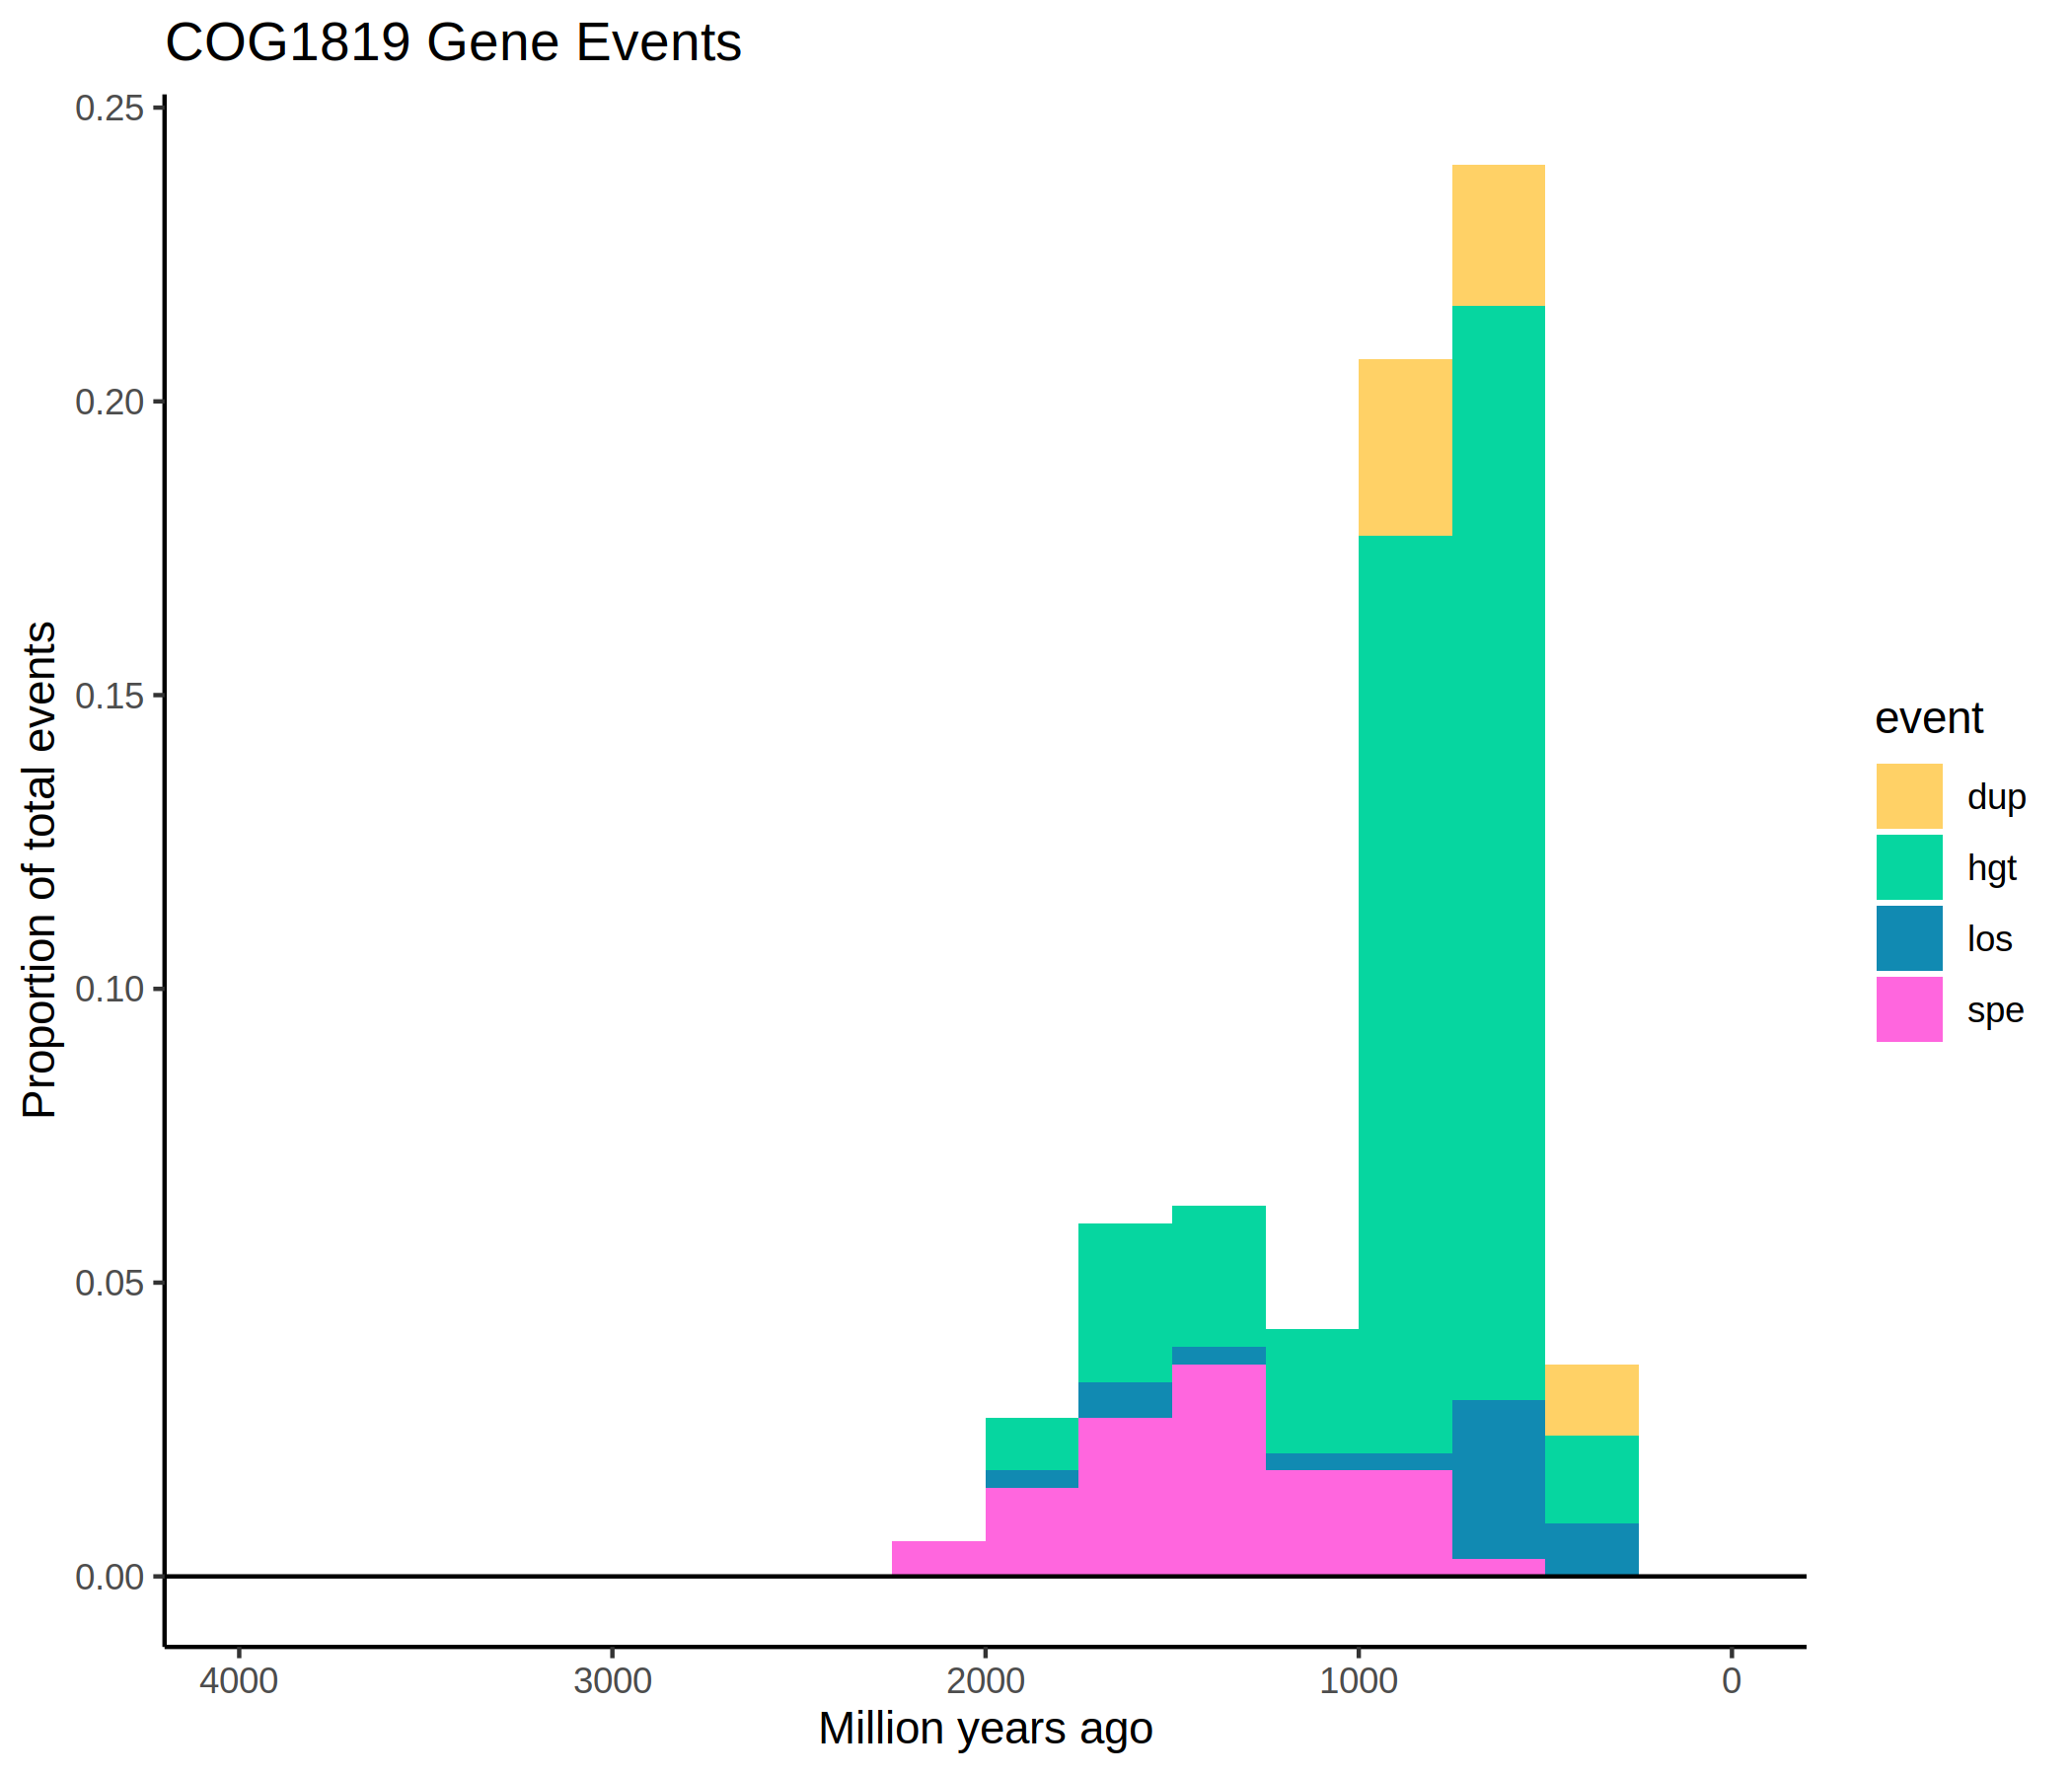 COG1819 Gene Events
0.25
0.20
0.15
0.10
0.05
0.00
Proportion of total events
4000 3000 2000 1000 0
Million years ago
event
dup
hgt
los
spe